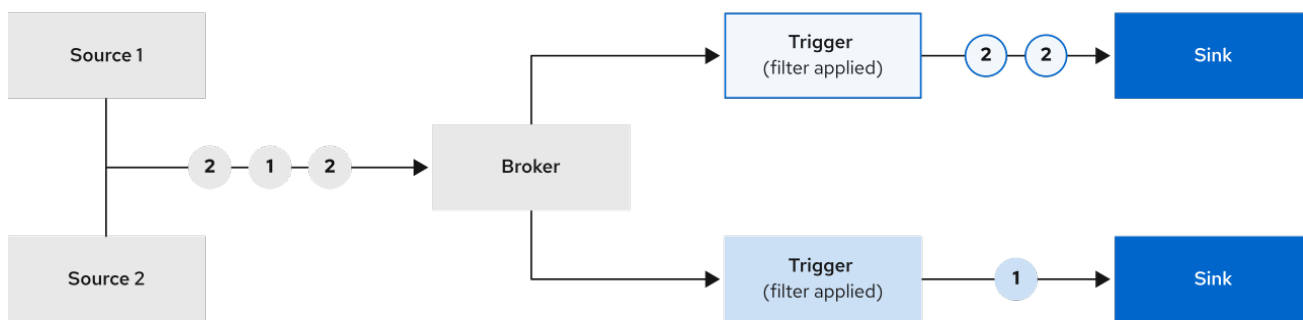 Source 1
Trigger
(filter applied)
2
2
Sink
2
1
2
Broker
Source 2
Trigger
(filter applied)
1
Sink